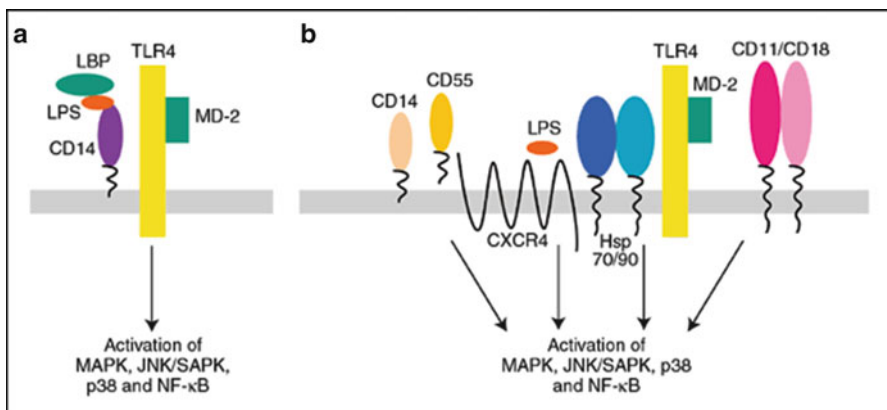 a
LBP
TLR4
LPS
MD-2
CD14
Activation of
MAPK, JNK/SAPK,
p38 and NF-κB
b
TLR4
CD11/CD18
CD55
CD14
MD-2
LPS
CXCR4
Hsp
70/90
Activation of
MAPK, JNK/SAPK, p38
and NF-κB